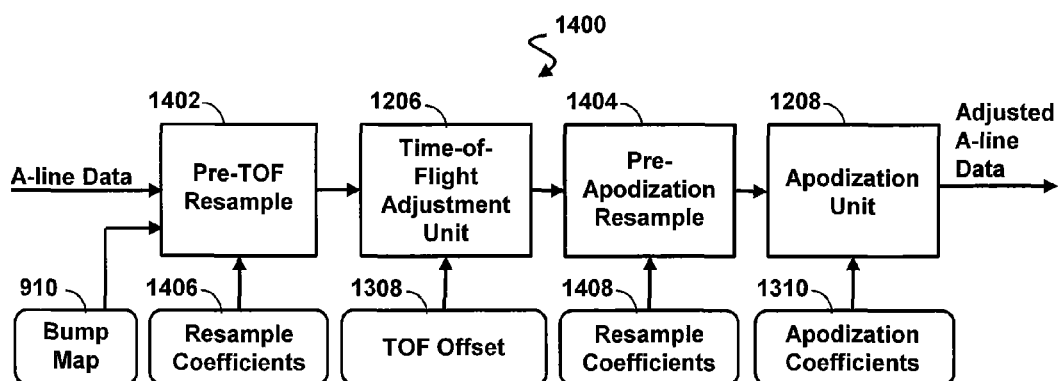 1400
1402
1206
1404
1208
A-line Data
Pre-TOF
Resample
Time-of-
Flight
Adjustment
Unit
Pre-
Apodization
Resample
Apodization
Unit
Adjusted
A-line
Data
910
1406
1308
1408
1310
Bump
Map
Resample
Coefficients
TOF Offset
Resample
Coefficients
Apodization
Coefficients